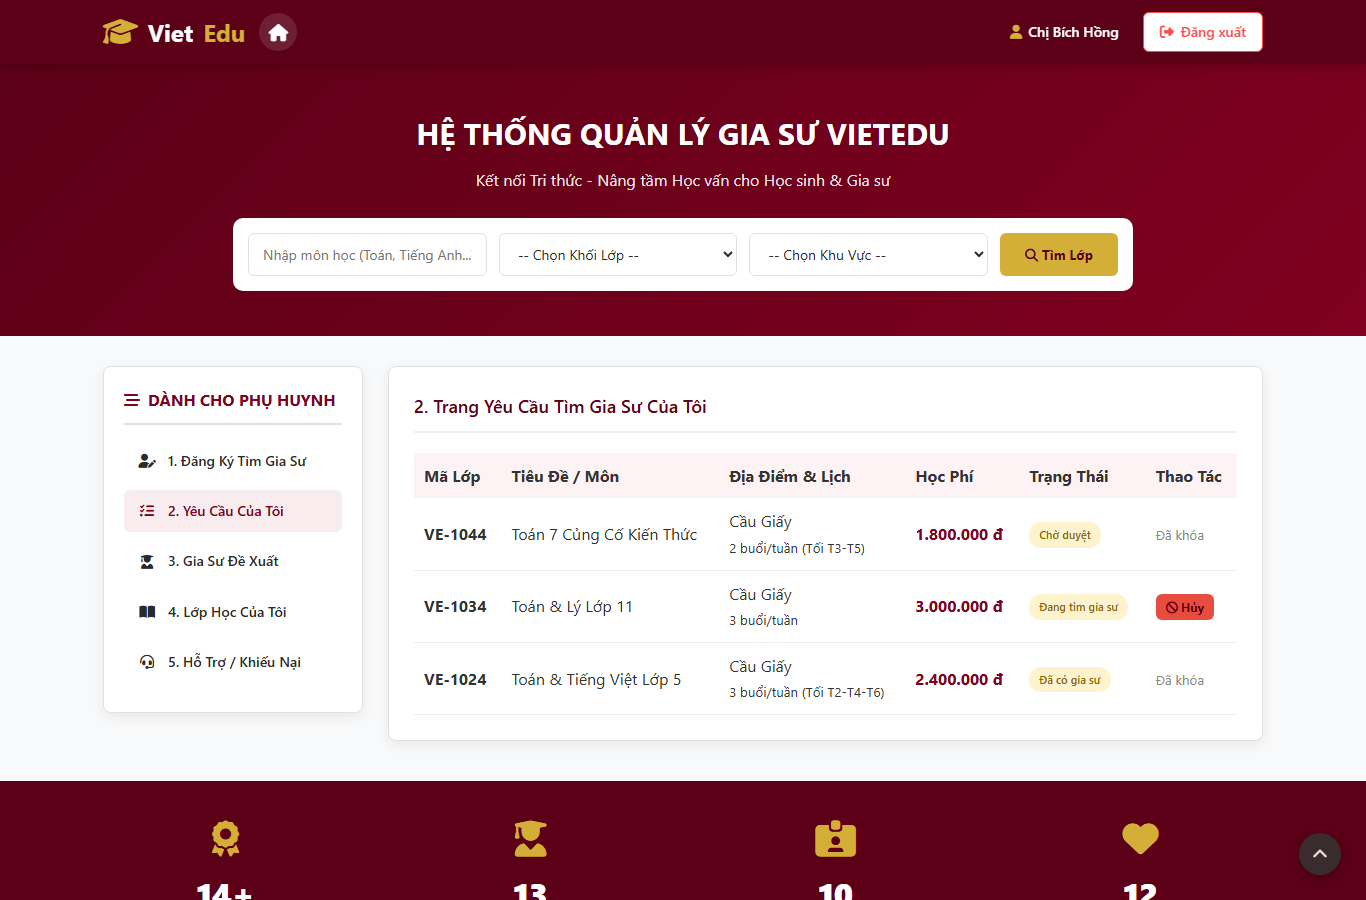 Viet Edu
Chị Bích Hồng
Đăng xuất
HỆ THỐNG QUẢN LÝ GIA SƯ VIETEDU
Kết nối Tri thức - Nâng tầm Học vấn cho Học sinh & Gia sư
Nhập môn học (Toán, Tiếng Anh...
-- Chọn Khối Lớp --
-- Chọn Khu Vực --
Tìm Lớp
DÀNH CHO PHỤ HUYNH
1. Đăng Ký Tìm Gia Sư
2. Yêu Cầu Của Tôi
3. Gia Sư Đề Xuất
4. Lớp Học Của Tôi
5. Hỗ Trợ / Khiếu Nại
2. Trang Yêu Cầu Tìm Gia Sư Của Tôi
Mã Lớp Tiêu Đề / Môn Địa Điểm & Lịch Học Phí Trạng Thái Thao Tác
VE-1044 Toán 7 Củng Cố Kiến Thức Cầu Giấy 1.800.000 đ Chờ duyệt Đã khóa
2 buổi/tuần (Tối T3-T5)
VE-1034 Toán & Lý Lớp 11 Cầu Giấy 3.000.000 đ Đang tìm gia sư Hủy
3 buổi/tuần
VE-1024 Toán & Tiếng Việt Lớp 5 Cầu Giấy 2.400.000 đ Đã có gia sư Đã khóa
3 buổi/tuần (Tối T2-T4-T6)
14+ 13 10 12